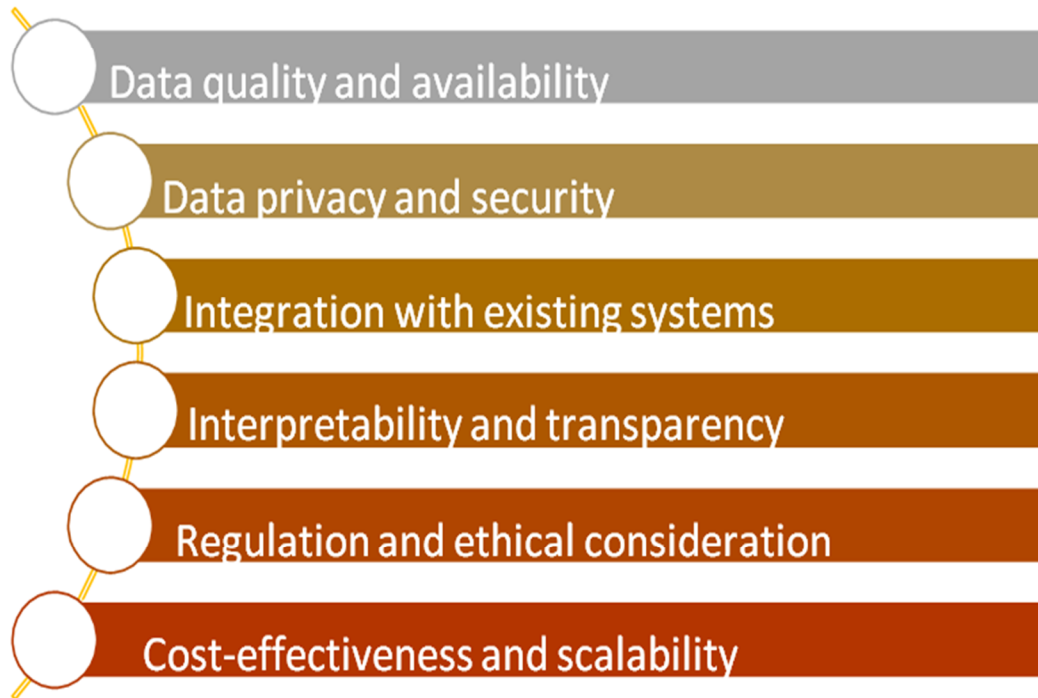 Data quality and availability
Data privacy and security
Integration with existing systems
Interpretability and transparency
Regulation and ethical consideration
Cost-effectiveness and scalability